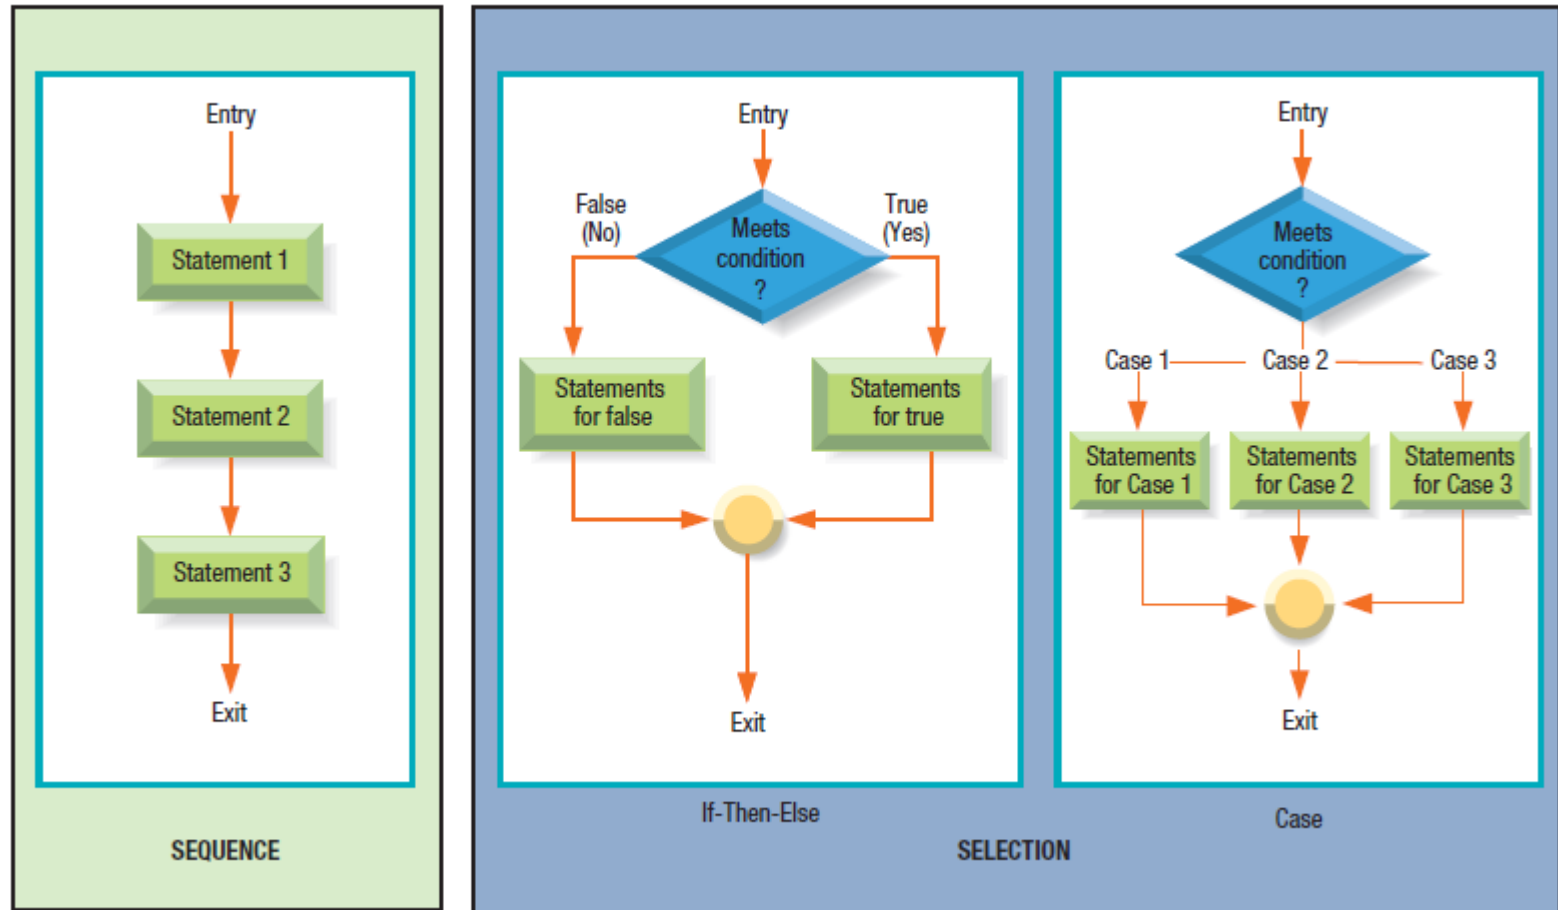 Entry
Statement 1
Statement 2
Statement 3
Exit
SEQUENCE
Entry
False
(No)
True
(Yes)
Meets
condition
?
Statements
for false
Statements
for true
Exit
If-Then-Else
Entry
Meets
condition
?
Case 1
Case 2
Case 3
Statements
for Case 1
Statements
for Case 2
Statements
for Case 3
Exit
Case
SELECTION